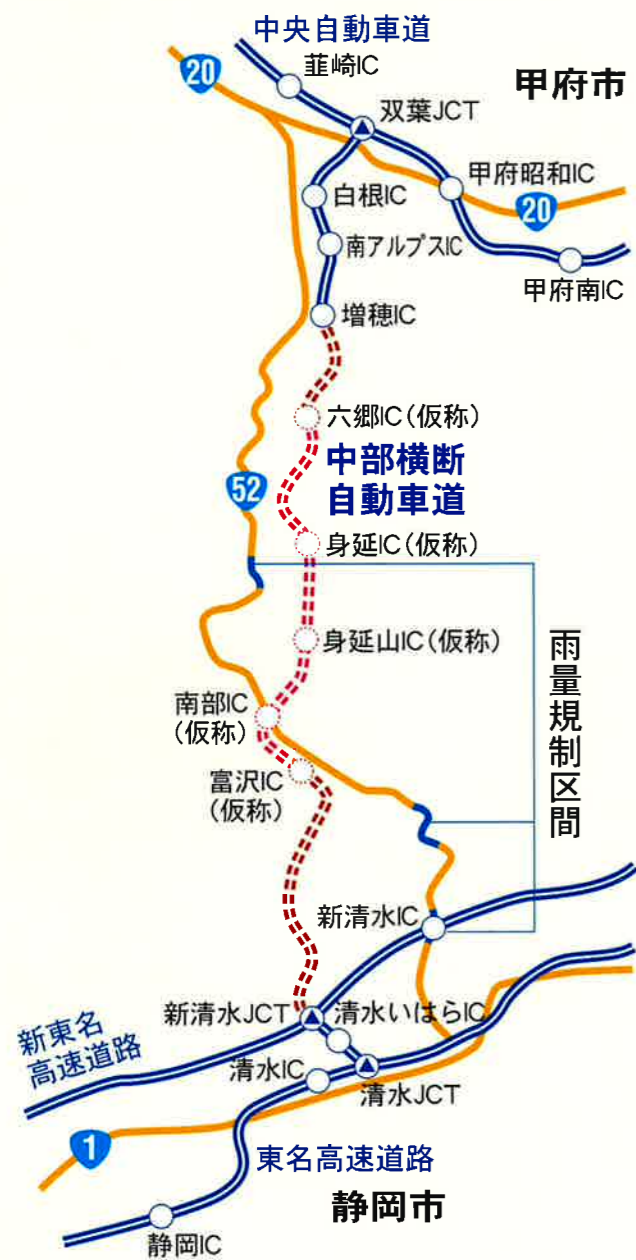 中央自動車道
韮崎IC
20
甲府市
双葉JCT
甲府昭和IC
白根IC
20
南アルプスIC
甲府南IC
増穂IC
六郷IC(仮称)
中部横断
自動車道
52
身延IC(仮称)
身延山IC(仮称)
雨量規制区間
南部IC
(仮称)
富沢IC
(仮称)
新清水IC
新清水JCT
清水いはらIC
新東名
高速道路
清水IC
清水JCT
1
東名高速道路
静岡市
静岡IC